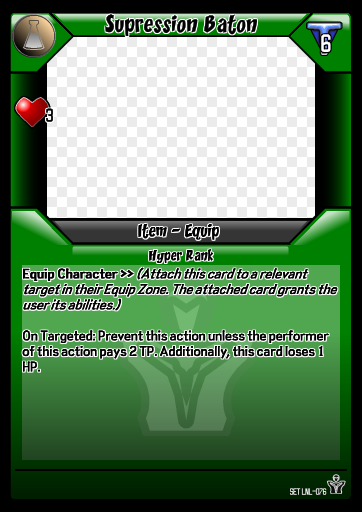 Supression Baton
6
3
Item - Equip
Hyper Rank
Equip Character >> (Attach this card to a relevant
target in their Equip Zone. The attached card grants the
user its abilities.)
On Targeted: Prevent this action unless the performer
of this action pays 2 TP. Additionally, this card loses 1
HP.
SET LNL-076